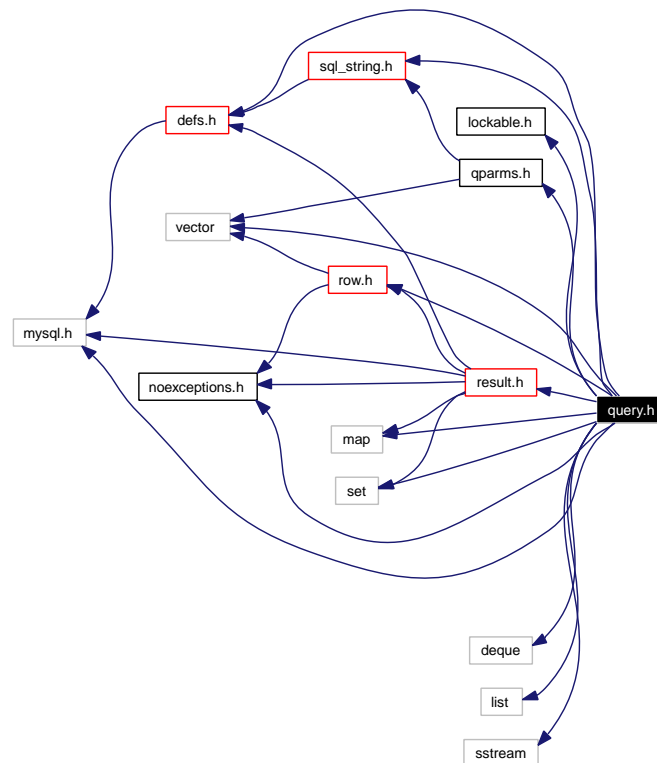 sql_string.h
defs.h
lockable.h
qparms.h
vector
row.h
mysql.h
noexceptions.h
result.h
query.h
map
set
deque
list
sstream